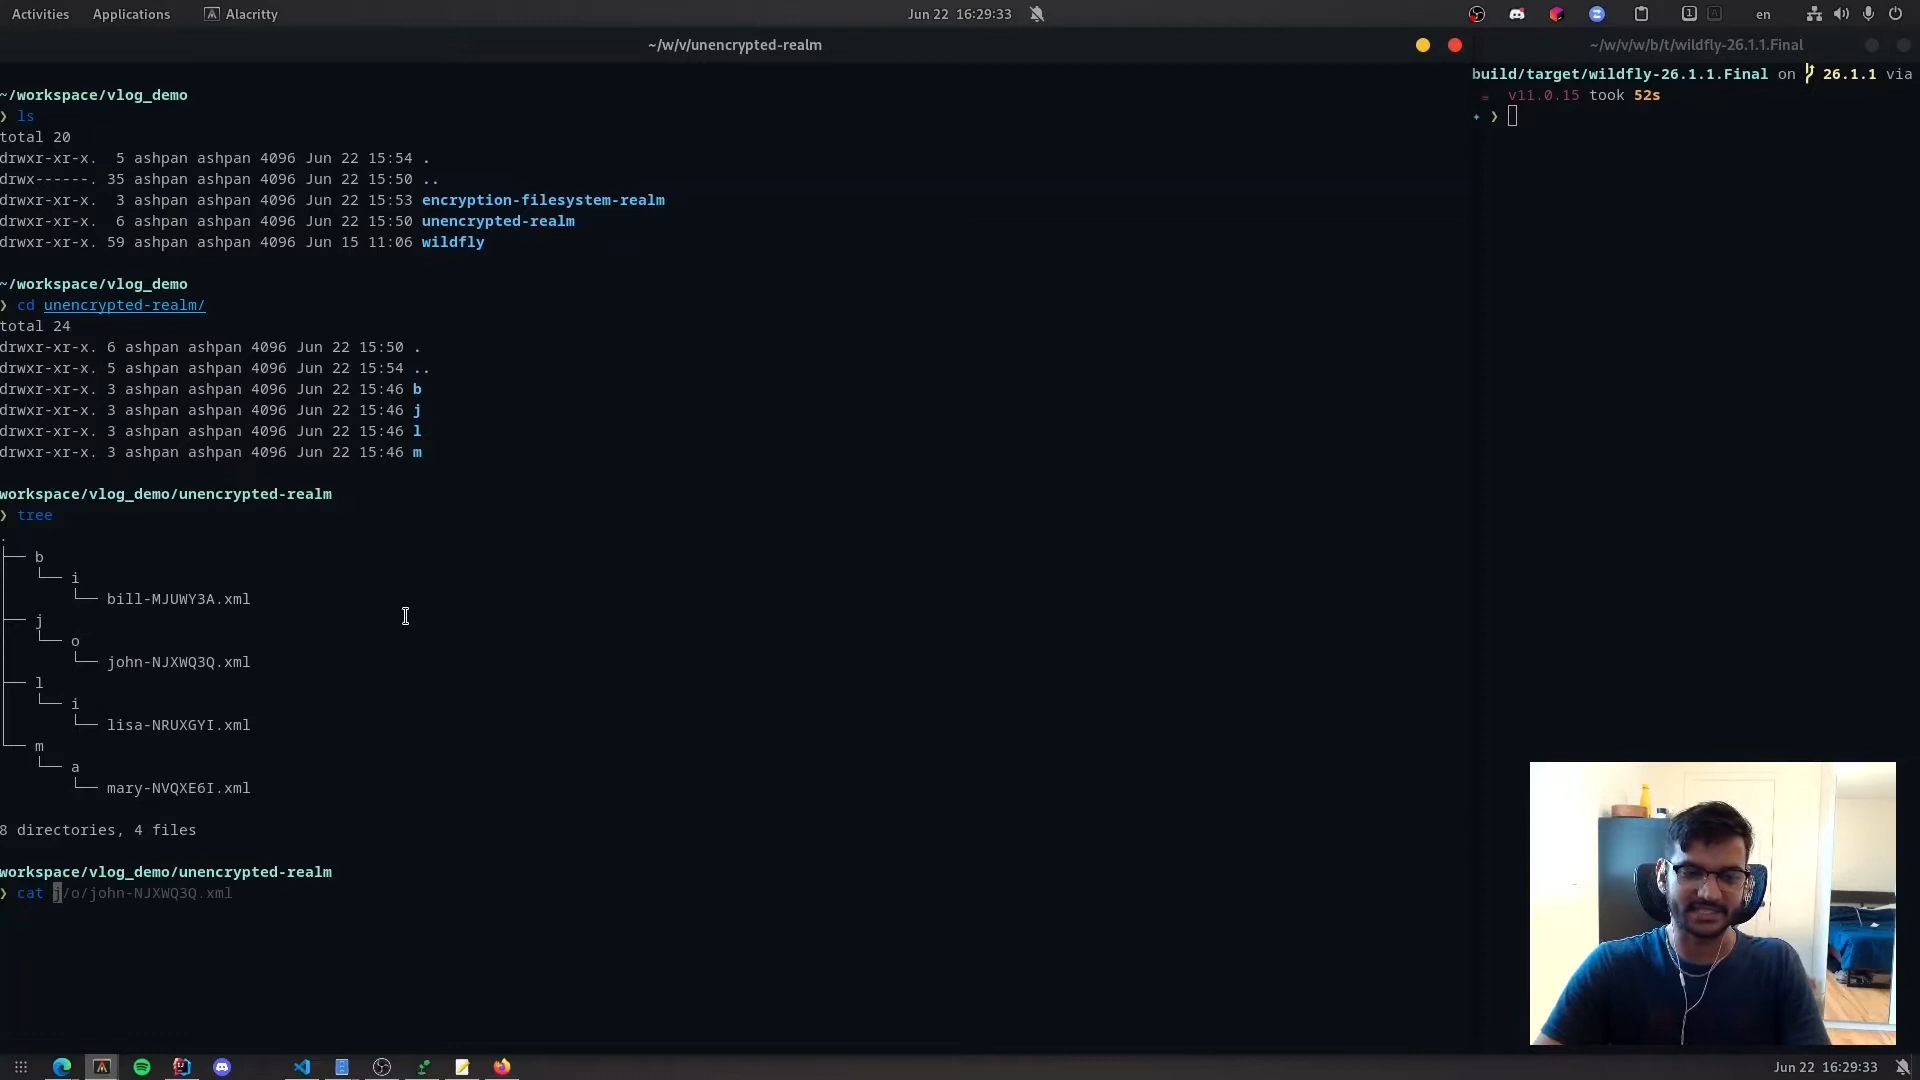 Activities Applications Alacritty Jun 22 16:29:33 1 A en
~/w/v/unencrypted-realm
~/w/v/w/b/t/wildfly-26.1.1.Final
~/workspace/vlog_demo
❯ ls
total 20
drwxr-xr-x.  5 ashpan ashpan 4096 Jun 22 15:54 .
drwx------. 35 ashpan ashpan 4096 Jun 22 15:50 ..
drwxr-xr-x.  3 ashpan ashpan 4096 Jun 22 15:53 encryption-filesystem-realm
drwxr-xr-x.  6 ashpan ashpan 4096 Jun 22 15:50 unencrypted-realm
drwxr-xr-x. 59 ashpan ashpan 4096 Jun 15 11:06 wildfly
~/workspace/vlog_demo
❯ cd unencrypted-realm/
total 24
drwxr-xr-x. 6 ashpan ashpan 4096 Jun 22 15:50 .
drwxr-xr-x. 5 ashpan ashpan 4096 Jun 22 15:54 ..
drwxr-xr-x. 3 ashpan ashpan 4096 Jun 22 15:46 b
drwxr-xr-x. 3 ashpan ashpan 4096 Jun 22 15:46 j
drwxr-xr-x. 3 ashpan ashpan 4096 Jun 22 15:46 l
drwxr-xr-x. 3 ashpan ashpan 4096 Jun 22 15:46 m
workspace/vlog_demo/unencrypted-realm
❯ tree
.
├── b
│   └── i
│       └── bill-MJUWY3A.xml
├── j
│   └── o
│       └── john-NJXWQ3Q.xml
├── l
│   └── i
│       └── lisa-NRUXGYI.xml
└── m
    └── a
        └── mary-NVQXE6I.xml
8 directories, 4 files
workspace/vlog_demo/unencrypted-realm
❯ cat j/o/john-NJXWQ3Q.xml
build/target/wildfly-26.1.1.Final on 26.1.1 via
v11.0.15 took 52s
✦ ❯
Jun 22 16:29:33